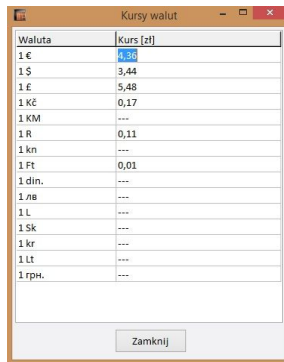 Kursy walut
Waluta Kurs [zł]
1 € 4,36
1 $ 3,44
1 £ 5,48
1 Kč 0,17
1 KM ---
1 R 0,11
1 kn ---
1 Ft 0,01
1 din. ---
1 лв ---
1 L ---
1 Sk ---
1 kr ---
1 Lt ---
1 грн. ---
Zamknij